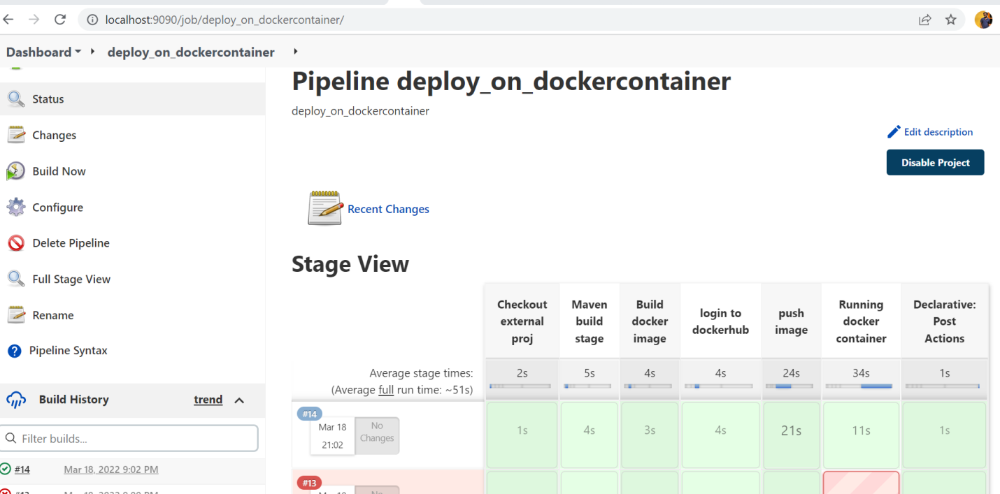 localhost:9090/job/deploy_on_dockercontainer/
Dashboard
deploy_on_dockercontainer
Status
Changes
Build Now
Configure
Delete Pipeline
Full Stage View
Rename
Pipeline Syntax
Build History
trend
Filter builds...
#14
Mar 18, 2022 9:02 PM
#13
Pipeline deploy_on_dockercontainer
deploy_on_dockercontainer
Edit description
Disable Project
Recent Changes
Stage View
Checkout
external
proj
Maven
build
stage
Build
docker
image
login to
dockerhub
push
image
Running
docker
container
Declarative:
Post
Actions
Average stage times:
(Average full run time: ~51s)
2s
5s
4s
4s
24s
34s
1s
#14
Mar 18
21:02
No
Changes
1s
4s
3s
4s
21s
11s
1s
#13
Mar 18
No